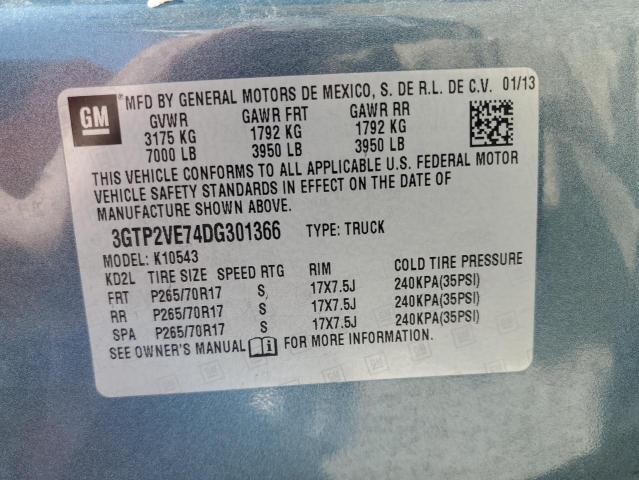 GM
MFD BY GENERAL MOTORS DE MEXICO, S. DE R.L. DE C.V. 01/13
GVWR GAWR FRT GAWR RR
3175 KG 1792 KG 1792 KG
7000 LB 3950 LB 3950 LB
THIS VEHICLE CONFORMS TO ALL APPLICABLE U.S. FEDERAL MOTOR
VEHICLE SAFETY STANDARDS IN EFFECT ON THE DATE OF
MANUFACTURE SHOWN ABOVE.
3GTP2VE74DG301366 TYPE: TRUCK
MODEL: K10543
KD2L TIRE SIZE SPEED RTG RIM COLD TIRE PRESSURE
FRT P265/70R17 S 17X7.5J 240KPA(35PSI)
RR P265/70R17 S 17X7.5J 240KPA(35PSI)
SPA P265/70R17 S 17X7.5J 240KPA(35PSI)
SEE OWNER'S MANUAL FOR MORE INFORMATION.